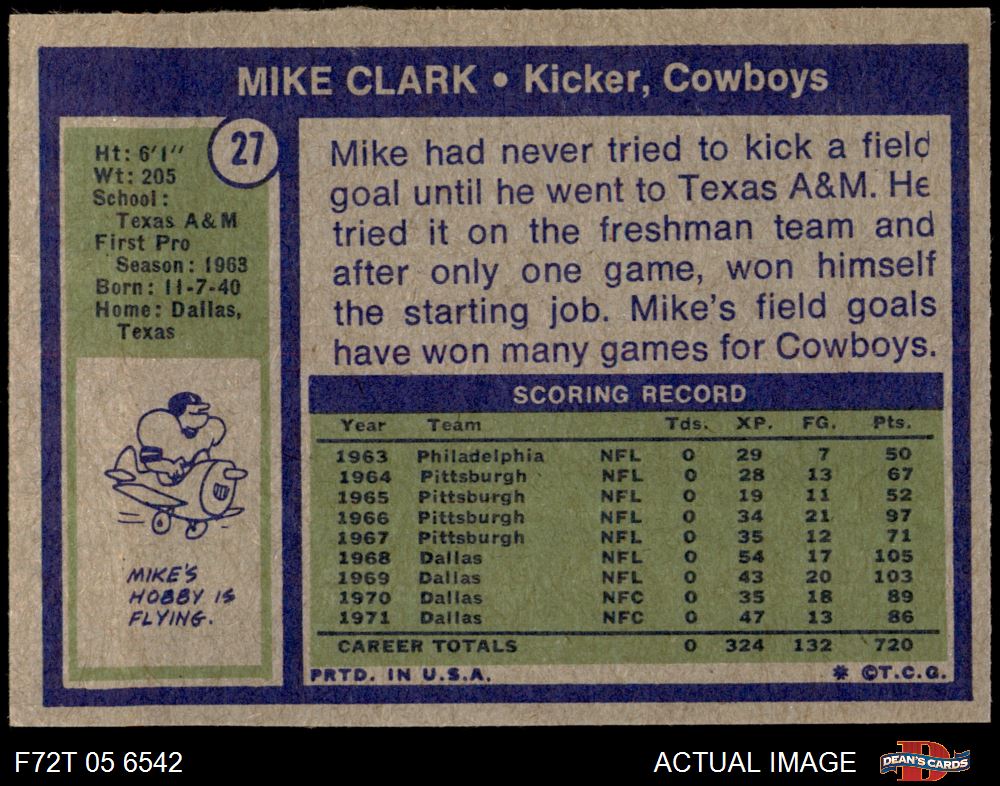 MIKE CLARK • Kicker, Cowboys
27
Ht: 6'1"
Wt: 205
School:
Texas A&M
First Pro
Season: 1963
Born: 11-7-40
Home: Dallas,
Texas
MIKE'S
HOBBY IS
FLYING.
Mike had never tried to kick a field
goal until he went to Texas A&M. He
tried it on the freshman team and
after only one game, won himself
the starting job. Mike's field goals
have won many games for Cowboys.
SCORING RECORD
Year Team Tds. XP. FG. Pts.
1963 Philadelphia NFL 0 29 7 50
1964 Pittsburgh NFL 0 28 13 67
1965 Pittsburgh NFL 0 19 11 52
1966 Pittsburgh NFL 0 34 21 97
1967 Pittsburgh NFL 0 35 12 71
1968 Dallas NFL 0 54 17 105
1969 Dallas NFL 0 43 20 103
1970 Dallas NFC 0 35 18 89
1971 Dallas NFC 0 47 13 86
CAREER TOTALS 0 324 132 720
PRTD. IN U.S.A. * ©T.C.G.
F72T 05 6542 ACTUAL IMAGE DEAN'S CARDS